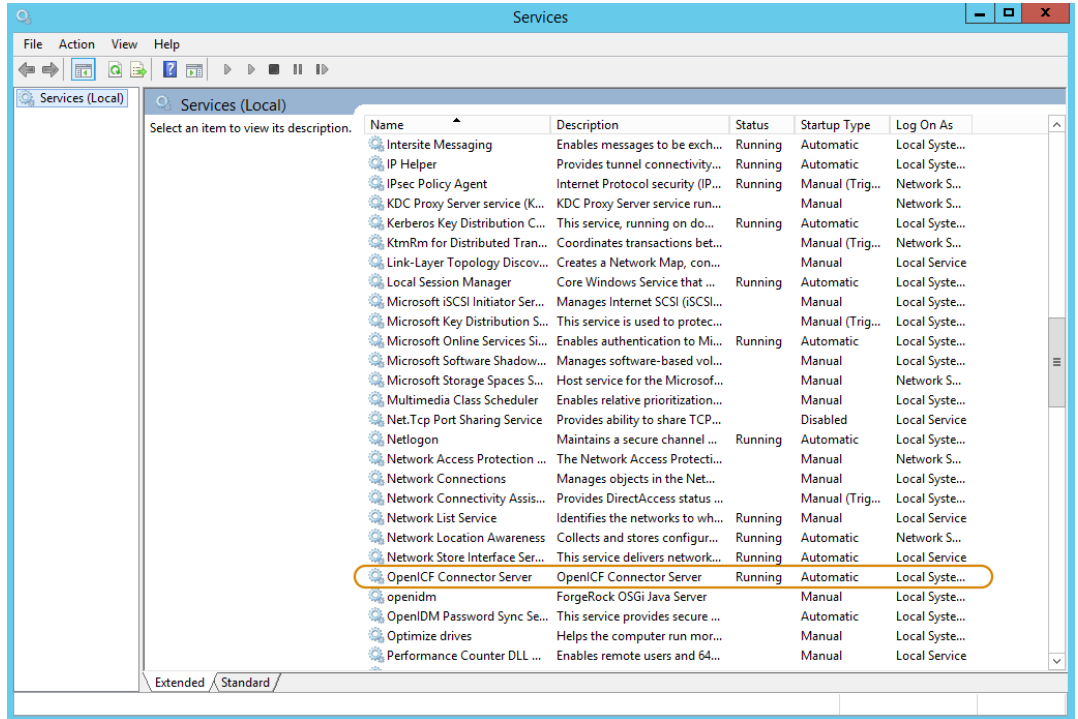 Services
File Action View Help
Services (Local)
Services (Local)
Select an item to view its description.
Name Description Status Startup Type Log On As
Intersite Messaging Enables messages to be exch... Running Automatic Local Syste...
IP Helper Provides tunnel connectivity... Running Automatic Local Syste...
IPsec Policy Agent Internet Protocol security (IP... Running Manual (Trig... Network S...
KDC Proxy Server service (K... KDC Proxy Server service run... Manual Network S...
Kerberos Key Distribution C... This service, running on do... Running Automatic Local Syste...
KtmRm for Distributed Tran... Coordinates transactions bet... Manual (Trig... Network S...
Link-Layer Topology Discov... Creates a Network Map, con... Manual Local Service
Local Session Manager Core Windows Service that ... Running Automatic Local Syste...
Microsoft iSCSI Initiator Ser... Manages Internet SCSI (iSCSI... Manual Local Syste...
Microsoft Key Distribution S... This service is used to protec... Manual (Trig... Local Syste...
Microsoft Online Services Si... Enables authentication to Mi... Running Automatic Local Syste...
Microsoft Software Shadow... Manages software-based vol... Manual Local Syste...
Microsoft Storage Spaces S... Host service for the Microsof... Manual Network S...
Multimedia Class Scheduler Enables relative prioritization... Manual Local Syste...
Net.Tcp Port Sharing Service Provides ability to share TCP... Disabled Local Service
Netlogon Maintains a secure channel ... Running Automatic Local Syste...
Network Access Protection ... The Network Access Protecti... Manual Network S...
Network Connections Manages objects in the Net... Manual Local Syste...
Network Connectivity Assis... Provides DirectAccess status ... Manual (Trig... Local Syste...
Network List Service Identifies the networks to wh... Running Manual Local Service
Network Location Awareness Collects and stores configur... Running Automatic Network S...
Network Store Interface Ser... This service delivers network... Running Automatic Local Service
OpenICF Connector Server OpenICF Connector Server Running Automatic Local Syste...
openidm ForgeRock OSGi Java Server Manual Local Syste...
OpenIDM Password Sync Se... This service provides secure ... Automatic Local Syste...
Optimize drives Helps the computer run mor... Manual Local Syste...
Performance Counter DLL ... Enables remote users and 64... Manual Local Service
Extended Standard